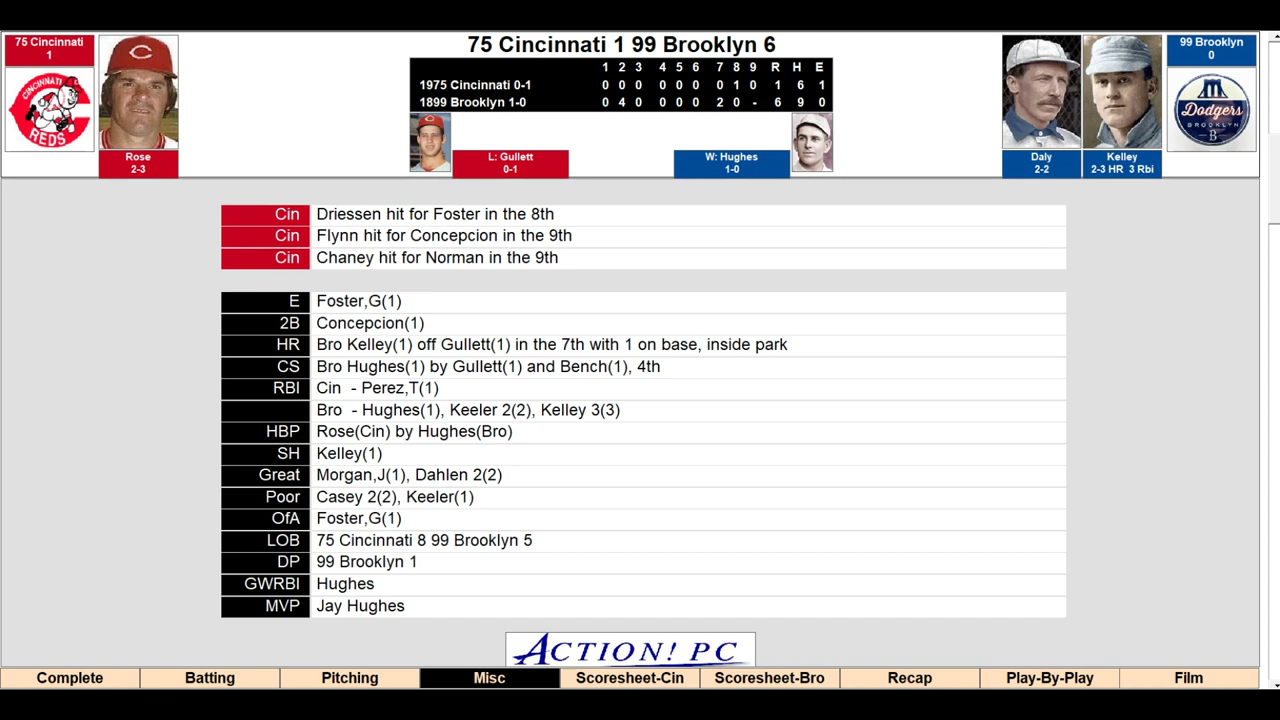 75 Cincinnati 1 99 Brooklyn 6
75 Cincinnati
1
99 Brooklyn
0
1 2 3 4 5 6 7 8 9 R H E
1975 Cincinnati 0-1 0 0 0 0 0 0 0 1 0 1 6 1
1899 Brooklyn 1-0 0 4 0 0 0 0 2 0 - 6 9 0
CINCINNATI
REDS
Dodgers
BROOKLYN
B
Rose
2-3
L: Gullett
0-1
W: Hughes
1-0
Daly
2-2
Kelley
2-3 HR 3 Rbi
Cin Driessen hit for Foster in the 8th
Cin Flynn hit for Concepcion in the 9th
Cin Chaney hit for Norman in the 9th
E Foster,G(1)
2B Concepcion(1)
HR Bro Kelley(1) off Gullett(1) in the 7th with 1 on base, inside park
CS Bro Hughes(1) by Gullett(1) and Bench(1), 4th
RBI Cin - Perez,T(1)
Bro - Hughes(1), Keeler 2(2), Kelley 3(3)
HBP Rose(Cin) by Hughes(Bro)
SH Kelley(1)
Great Morgan,J(1), Dahlen 2(2)
Poor Casey 2(2), Keeler(1)
OfA Foster,G(1)
LOB 75 Cincinnati 8 99 Brooklyn 5
DP 99 Brooklyn 1
GWRBI Hughes
MVP Jay Hughes
ACTION! PC
Complete Batting Pitching Misc Scoresheet-Cin Scoresheet-Bro Recap Play-By-Play Film